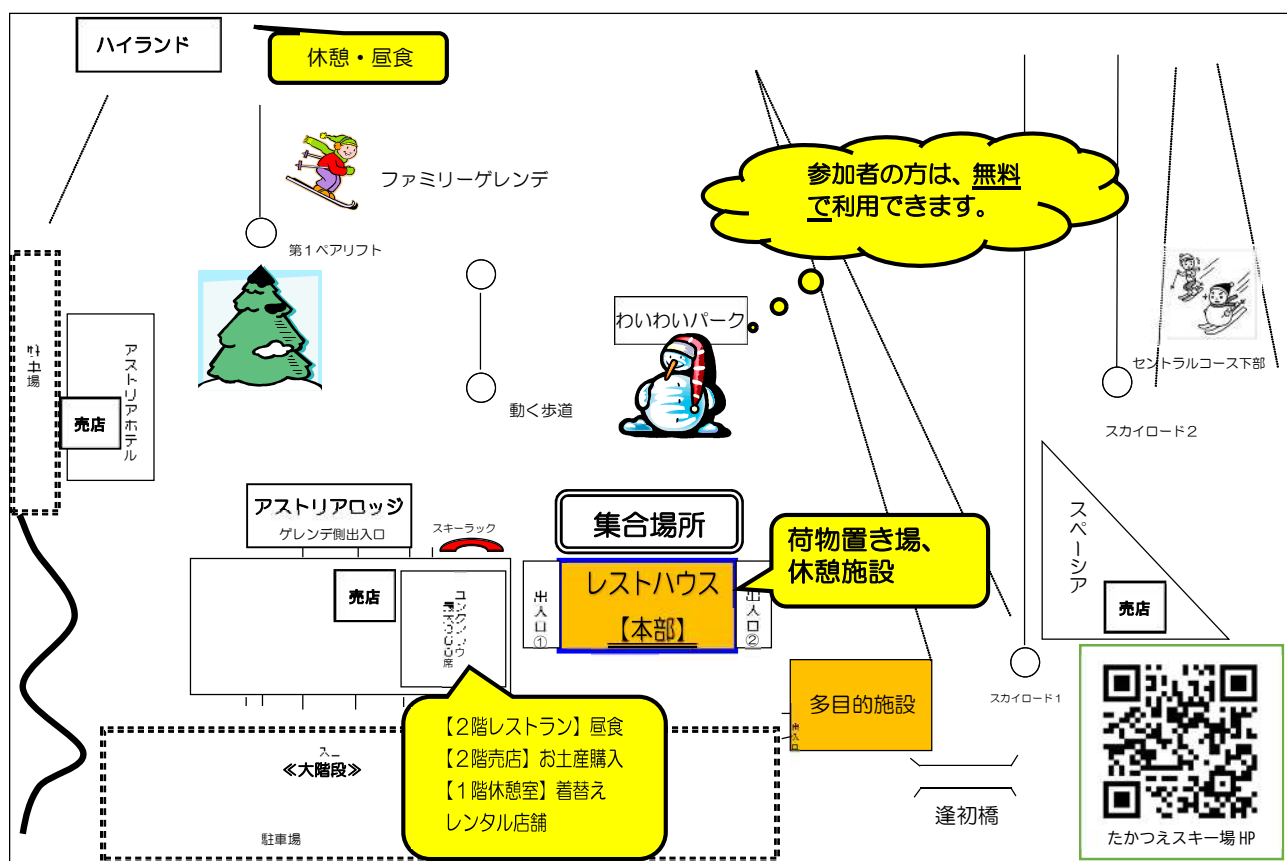 ハイランド
休憩・昼食
ファミリーゲレンデ
第1ペアリフト
参加者の方は、無料
で利用できます。
わいわいパーク
動く歩道
セントラルコース下部
スカイロード2
駐車場
アストリアホテル
売店
アストリアロッジ
ゲレンデ側出入口
スキーラック
集合場所
荷物置き場、
休憩施設
スペーシア
売店
売店
出入口①
レストハウス
【本部】
出入口②
スカイロード1
多目的施設
出入口
【2階レストラン】昼食
【2階売店】お土産購入
【1階休憩室】着替え
レンタル店舗
≪大階段≫
駐車場
逢初橋
たかつえスキー場HP